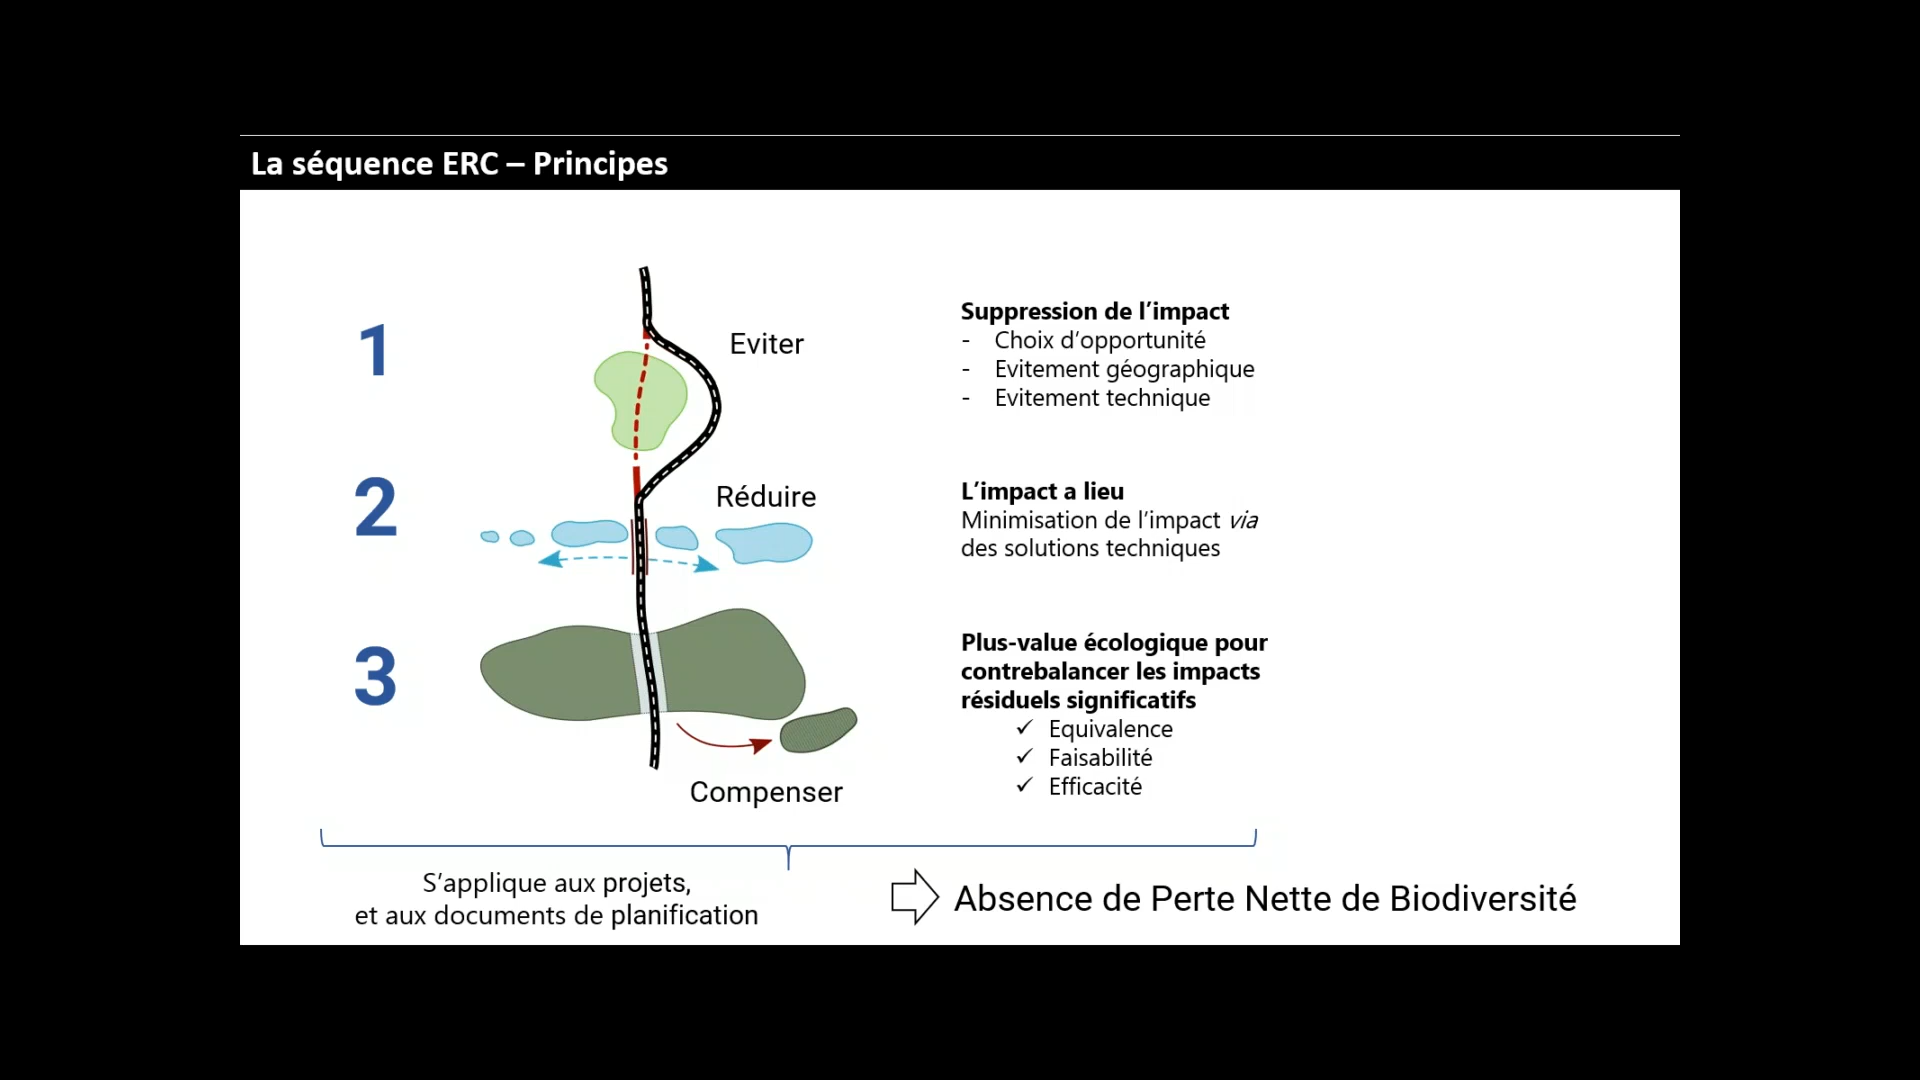 La séquence ERC – Principes
1
Eviter
Suppression de l’impact
- Choix d’opportunité
- Evitement géographique
- Evitement technique
2
Réduire
L’impact a lieu
Minimisation de l’impact via
des solutions techniques
3
Compenser
Plus-value écologique pour
contrebalancer les impacts
résiduels significatifs
✓ Equivalence
✓ Faisabilité
✓ Efficacité
S’applique aux projets,
et aux documents de planification
Absence de Perte Nette de Biodiversité